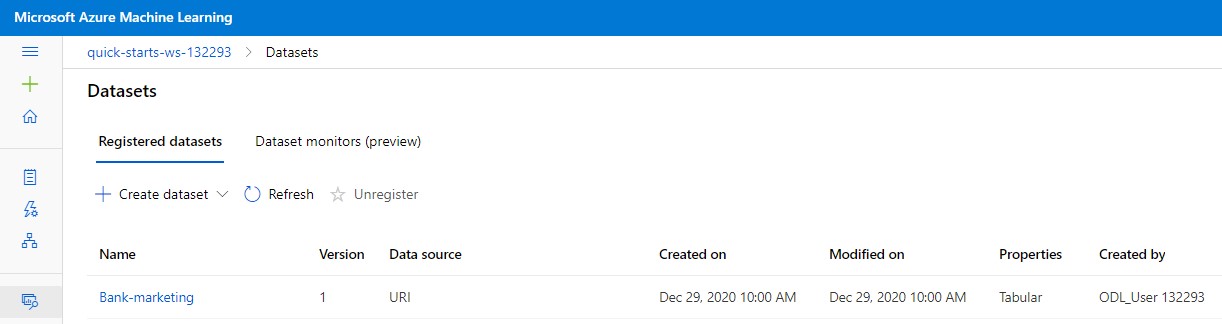 Microsoft Azure Machine Learning
quick-starts-ws-132293 > Datasets
Datasets
Registered datasets Dataset monitors (preview)
Create dataset Refresh Unregister
Name Version Data source Created on Modified on Properties Created by
Bank-marketing 1 URI Dec 29, 2020 10:00 AM Dec 29, 2020 10:00 AM Tabular ODL_User 132293